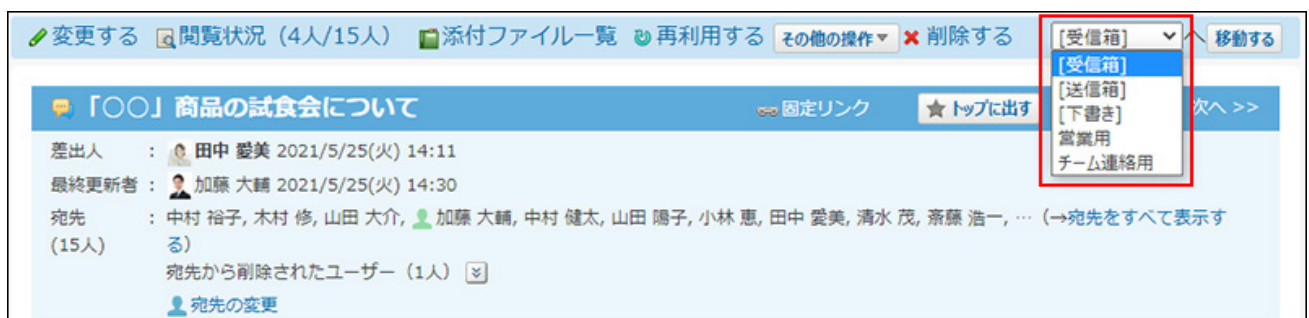 変更する 閲覧状況（4人/15人） 添付ファイル一覧 再利用する その他の操作▼ 削除する [受信箱] へ 移動する
[受信箱]
[送信箱]
[下書き]
営業用
チーム連絡用
「○○」商品の試食会について 固定リンク トップに出す 次へ >>
差出人 : 田中 愛美 2021/5/25(火) 14:11
最終更新者 : 加藤 大輔 2021/5/25(火) 14:30
宛先 : 中村 裕子, 木村 修, 山田 大介, 加藤 大輔, 中村 健太, 山田 陽子, 小林 恵, 田中 愛美, 清水 茂, 斎藤 浩一, … （→宛先をすべて表示す
(15人) る）
宛先から削除されたユーザー（1人）
宛先の変更